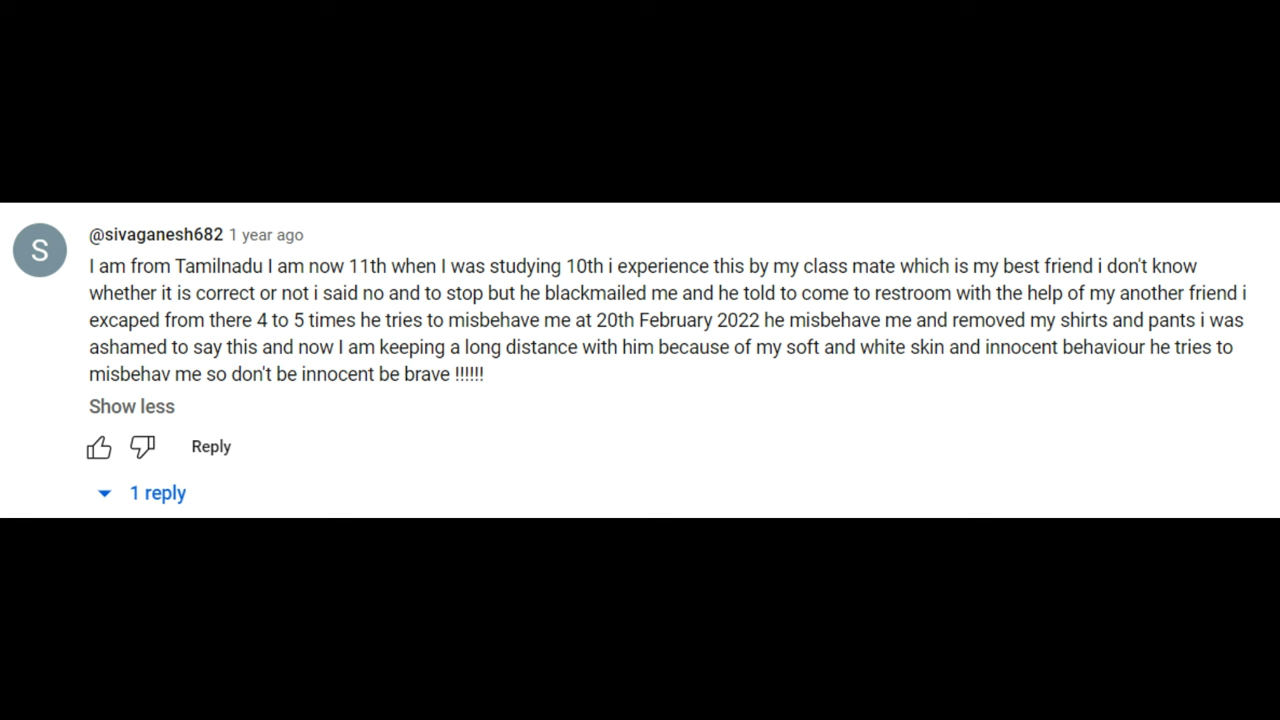 S
@sivaganesh682 1 year ago
I am from Tamilnadu I am now 11th when I was studying 10th i experience this by my class mate which is my best friend i don't know
whether it is correct or not i said no and to stop but he blackmailed me and he told to come to restroom with the help of my another friend i
excaped from there 4 to 5 times he tries to misbehave me at 20th February 2022 he misbehave me and removed my shirts and pants i was
ashamed to say this and now I am keeping a long distance with him because of my soft and white skin and innocent behaviour he tries to
misbehav me so don't be innocent be brave !!!!!!
Show less
Reply
1 reply